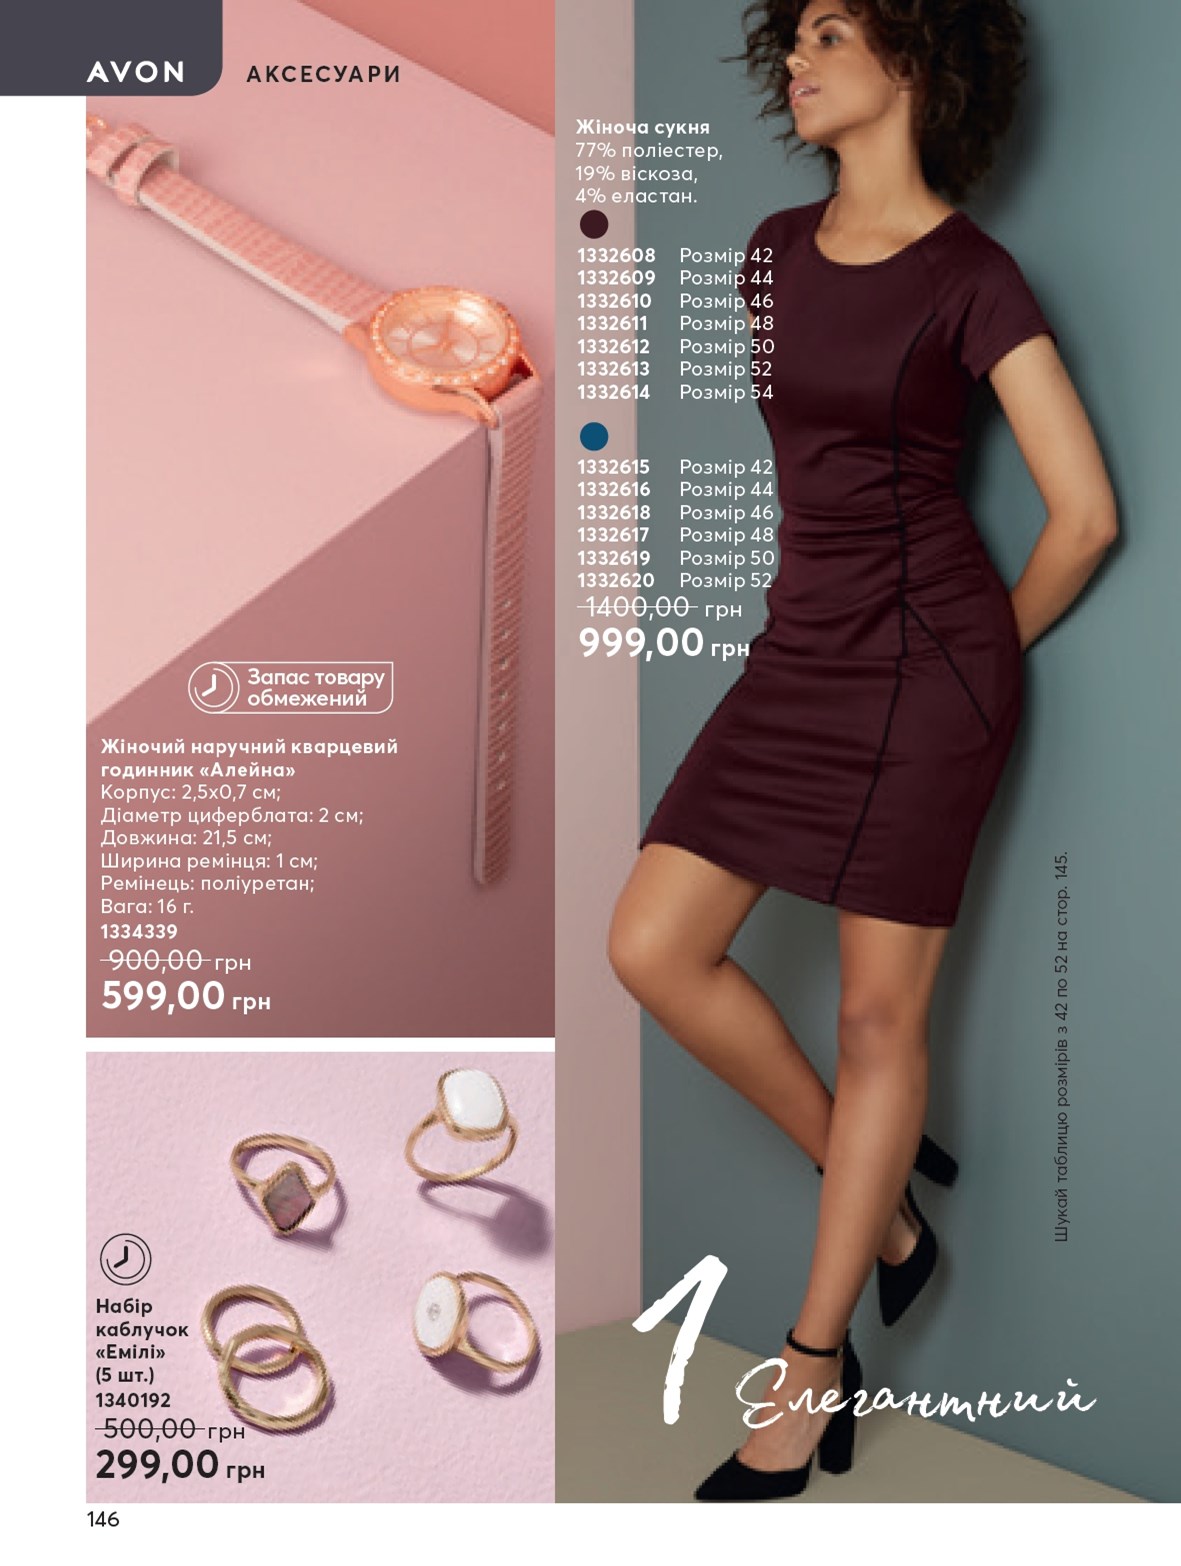 AVON
АКСЕСУАРИ
Жіноча сукня
77% поліестер,
19% віскоза,
4% еластан.
1332608 Розмір 42
1332609 Розмір 44
1332610 Розмір 46
1332611 Розмір 48
1332612 Розмір 50
1332613 Розмір 52
1332614 Розмір 54
1332615 Розмір 42
1332616 Розмір 44
1332618 Розмір 46
1332617 Розмір 48
1332619 Розмір 50
1332620 Розмір 52
1400,00 грн
999,00 грн
Запас товару
обмежений
Жіночий наручний кварцевий
годинник «Алейна»
Корпус: 2,5х0,7 см;
Діаметр циферблата: 2 см;
Довжина: 21,5 см;
Ширина ремінця: 1 см;
Ремінець: поліуретан;
Вага: 16 г.
1334339
900,00 грн
599,00 грн
Шукай таблицю розмірів з 42 по 52 на стор. 145.
Набір
каблучок
«Емілі»
(5 шт.)
1340192
500,00 грн
299,00 грн
1 Елегантний
146